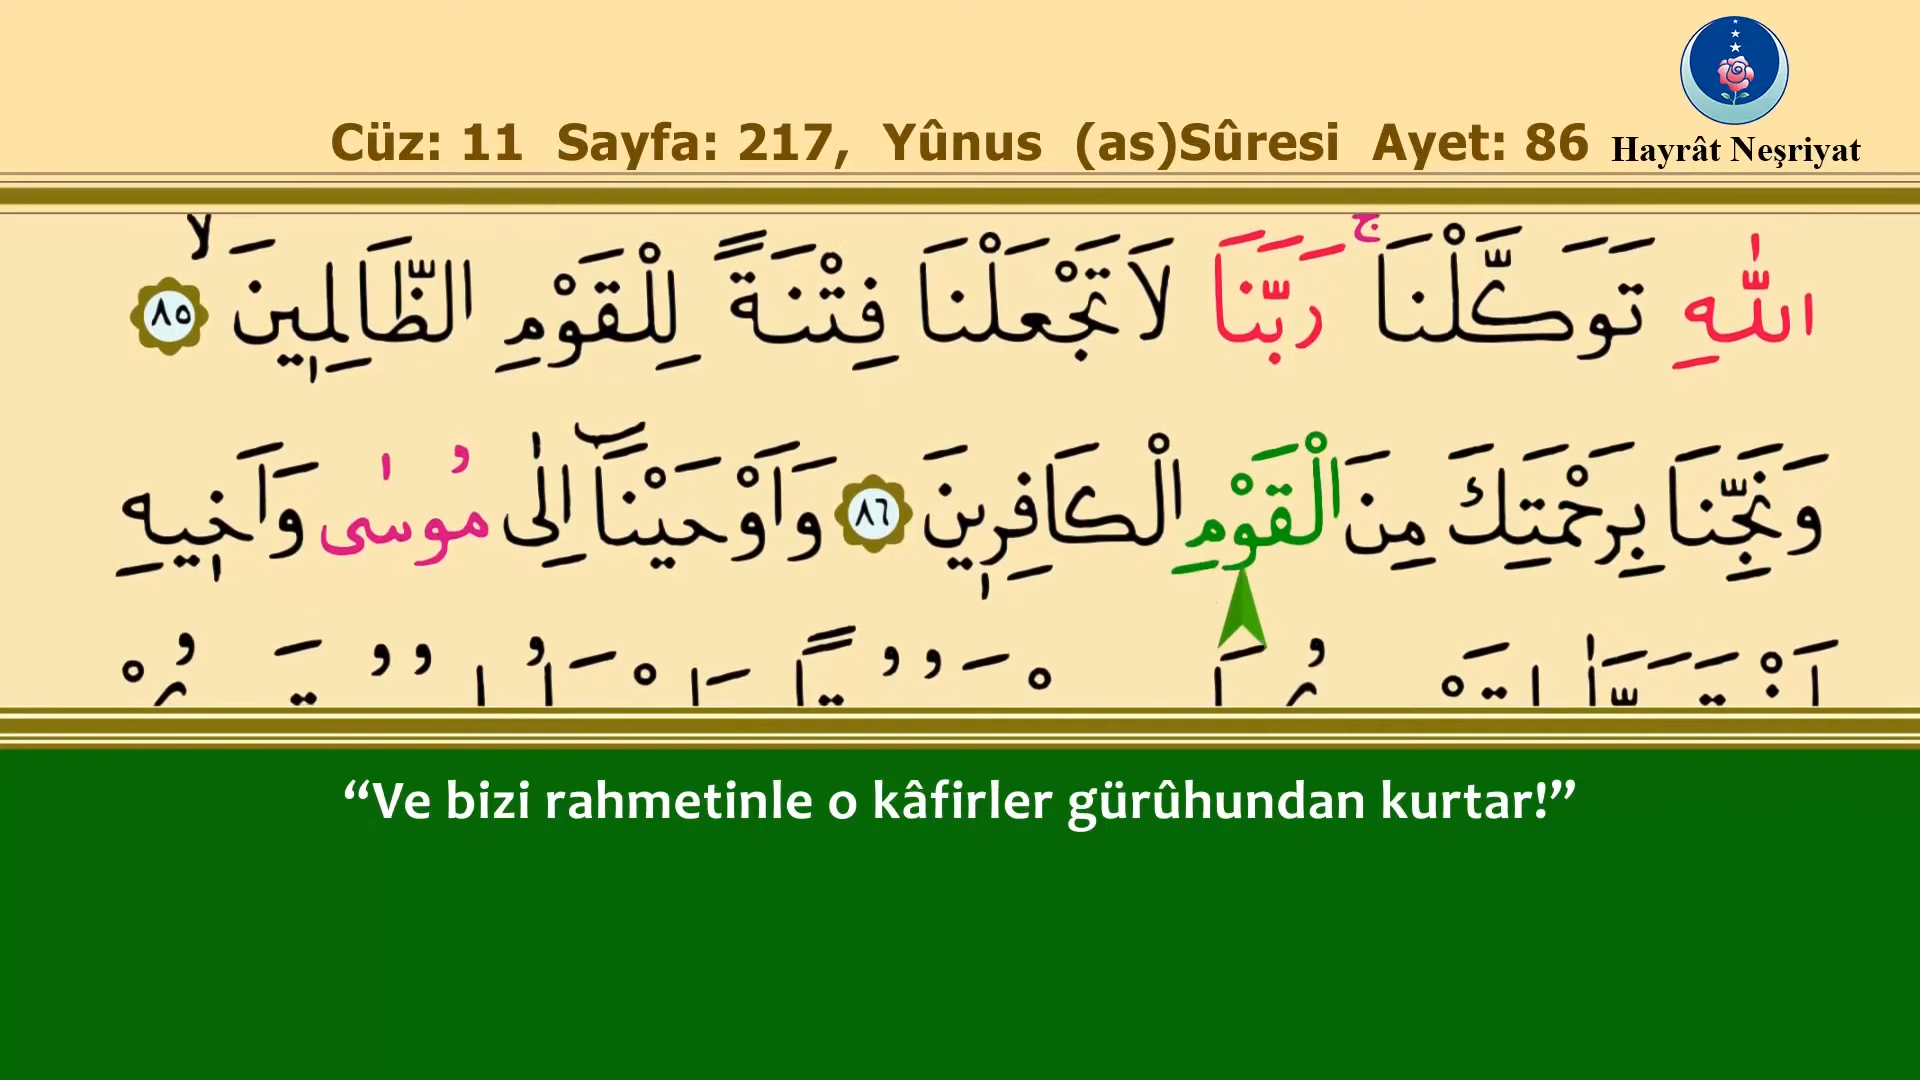 Cüz: 11 Sayfa: 217, Yûnus (as)Sûresi Ayet: 86
Hayrât Neşriyat
اللّٰهِ تَوَكَّلْنَاۚ رَبَّنَا لَا تَجْعَلْنَا فِتْنَةً لِلْقَوْمِ الظَّالِمٖينَۙ ٨٥
وَنَجِّنَا بِرَحْمَتِكَ مِنَ الْقَوْمِ الْكَافِرٖينَ ٨٦ وَاَوْحَيْنَٓا اِلٰى مُوسٰى وَاَخٖيهِ
“Ve bizi rahmetinle o kâfirler gürûhundan kurtar!”